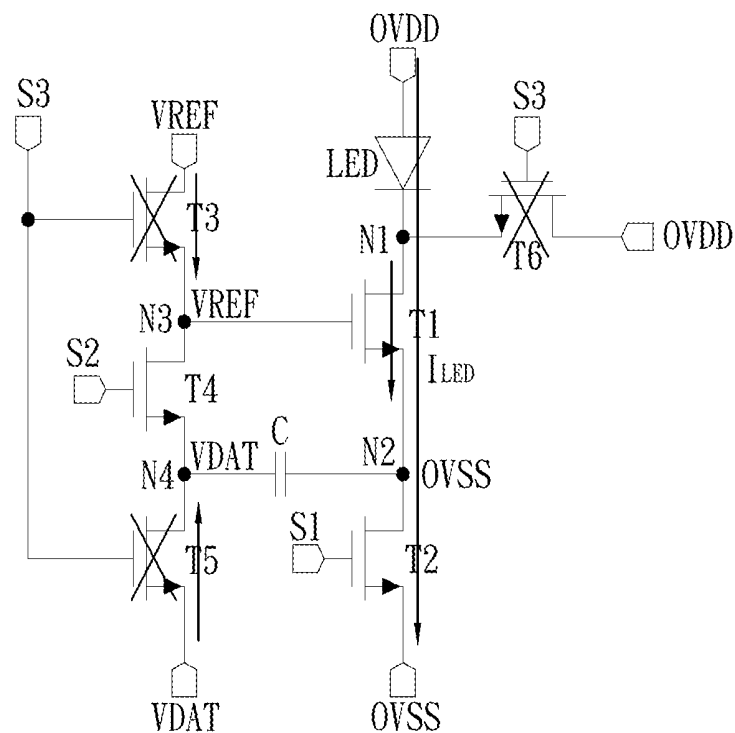 OVDD
S3
S3
VREF
LED
T3
N1
T6
OVDD
N3
VREF
T1
S2
T4
ILED
C
N4
VDAT
N2
OVSS
S1
T5
T2
VDAT
OVSS